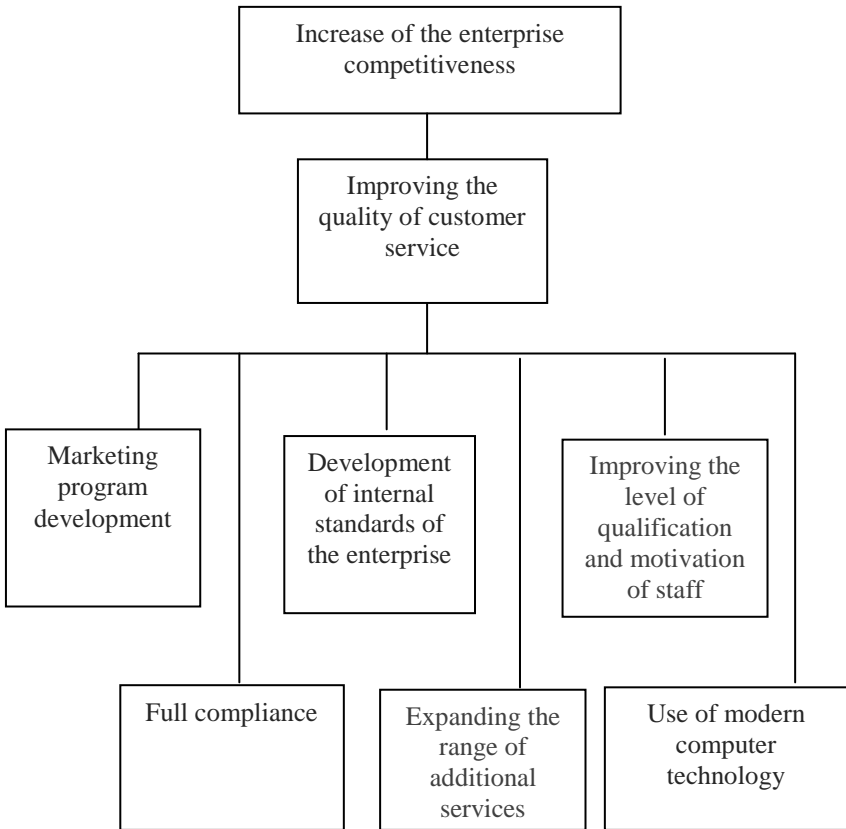 Increase of the enterprise
competitiveness
Improving the
quality of customer
service
Marketing
program
development
Development
of internal
standards of
the enterprise
Improving the
level of
qualification
and motivation
of staff
Full compliance
Expanding the
range of
additional
services
Use of modern
computer
technology